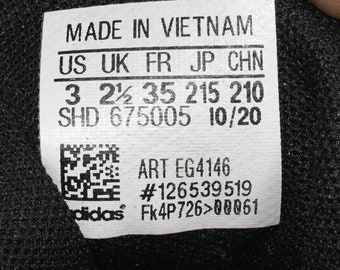 MADE IN VIETNAM
US UK FR JP CHN
3 2½ 35 215 210
SHD 675005 10/20
ART EG4146
#126539519
adidas Fk4P726>00061